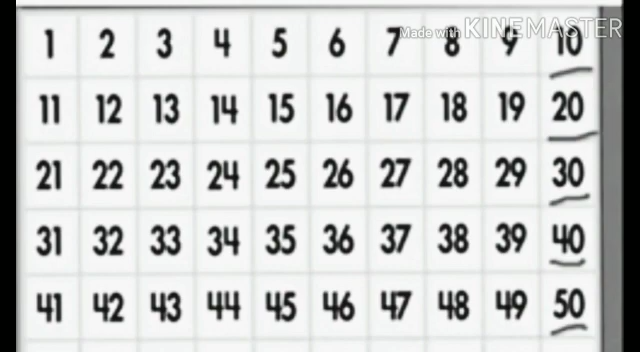 Made with KINEMASTER
1 2 3 4 5 6 7 8 9 10
11 12 13 14 15 16 17 18 19 20
21 22 23 24 25 26 27 28 29 30
31 32 33 34 35 36 37 38 39 40
41 42 43 44 45 46 47 48 49 50